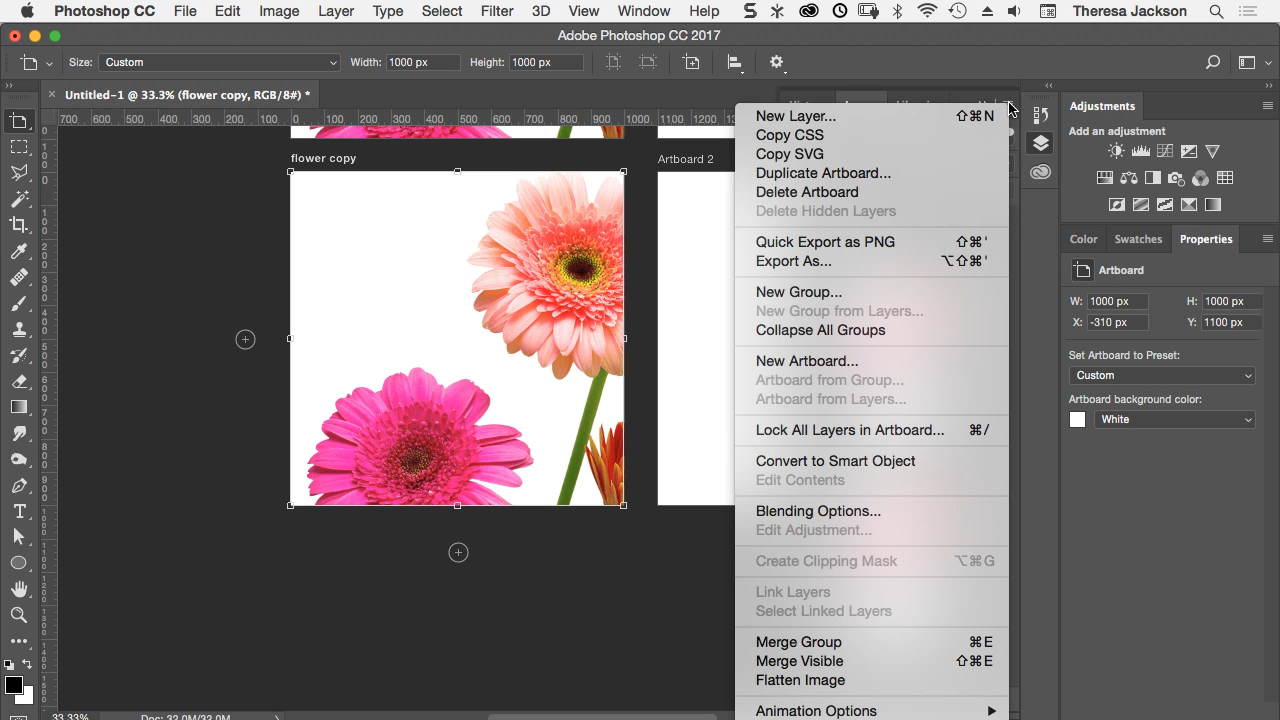 Photoshop CC File Edit Image Layer Type Select Filter 3D View Window Help Theresa Jackson
Adobe Photoshop CC 2017
Size: Custom Width: 1000 px Height: 1000 px
Untitled-1 @ 33.3% (flower copy, RGB/8#) *
700 600 500 400 300 200 100 0 100 200 300 400 500 600 700 800 900 1000 1100 1200
flower copy
Artboard 2
New Layer... ⇧⌘N
Copy CSS
Copy SVG
Duplicate Artboard...
Delete Artboard
Delete Hidden Layers
Quick Export as PNG ⇧⌘'
Export As... ⌥⇧⌘'
New Group...
New Group from Layers...
Collapse All Groups
New Artboard...
Artboard from Group...
Artboard from Layers...
Lock All Layers in Artboard... ⌘/
Convert to Smart Object
Edit Contents
Blending Options...
Edit Adjustment...
Create Clipping Mask ⌥⌘G
Link Layers
Select Linked Layers
Merge Group ⌘E
Merge Visible ⇧⌘E
Flatten Image
Animation Options
Adjustments
Add an adjustment
Color Swatches Properties
Artboard
W: 1000 px H: 1000 px
X: -310 px Y: 1100 px
Set Artboard to Preset:
Custom
Artboard background color:
White
33.33% Doc: 32.0M/32.0M